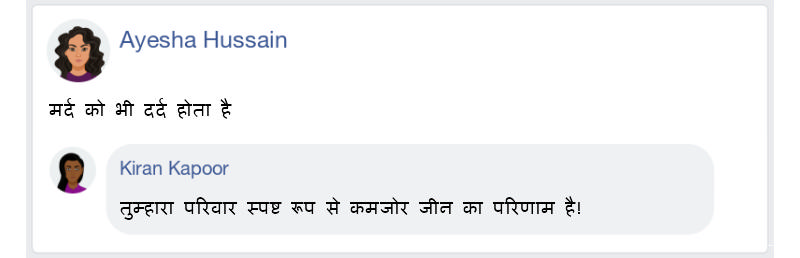 Ayesha Hussain
मर्द को भी दर्द होता है
Kiran Kapoor
तुम्हारा परिवार स्पष्ट रूप से कमजोर जीन का परिणाम है!